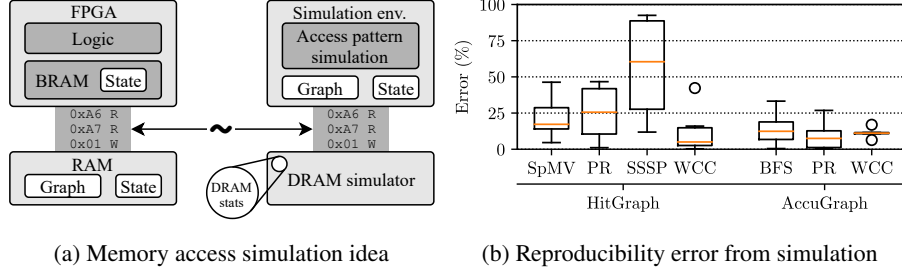 FPGA
Logic
BRAM State
0xA6 R
0xA7 R
0x01 W
RAM
Graph State
~
Simulation env.
Access pattern
simulation
Graph State
0xA6 R
0xA7 R
0x01 W
DRAM simulator
DRAM
stats
(a) Memory access simulation idea
Error (%)
100
75
50
25
0
SpMV PR SSSP WCC BFS PR WCC
HitGraph AccuGraph
(b) Reproducibility error from simulation